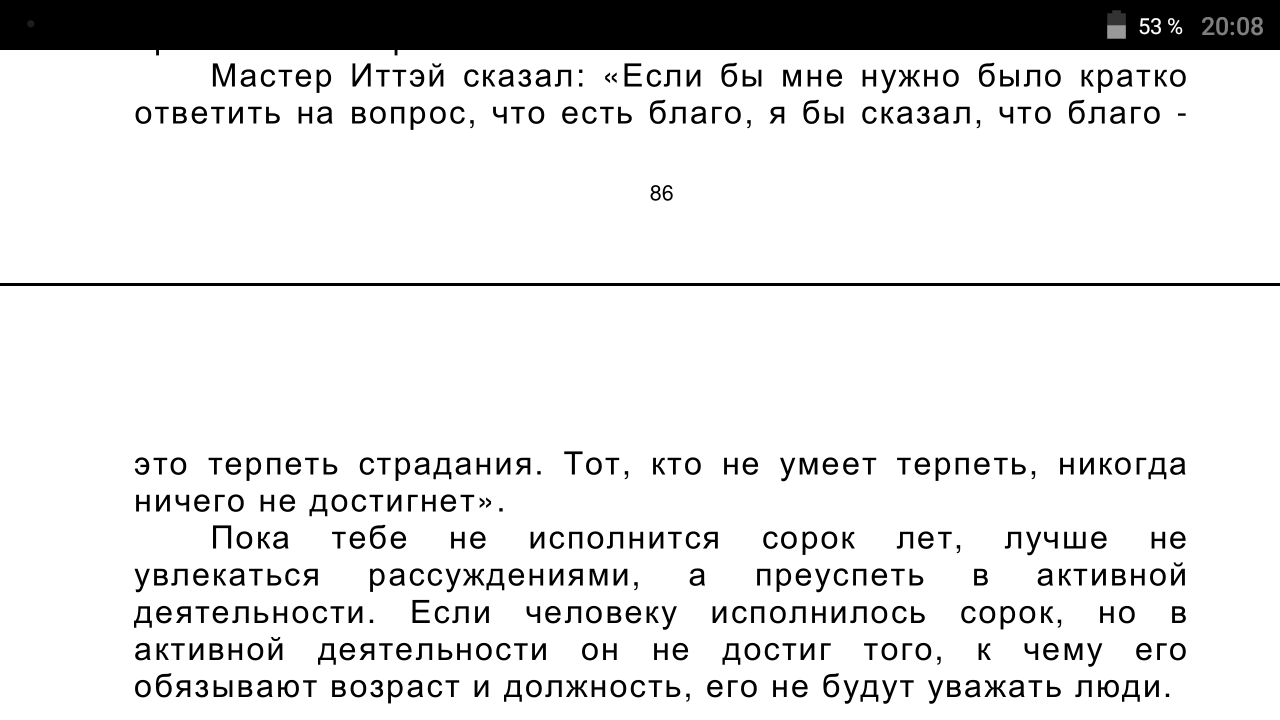 53 % 20:08
Мастер Иттэй сказал: «Если бы мне нужно было кратко
ответить на вопрос, что есть благо, я бы сказал, что благо -
86
это терпеть страдания. Тот, кто не умеет терпеть, никогда
ничего не достигнет».
Пока тебе не исполнится сорок лет, лучше не
увлекаться рассуждениями, а преуспеть в активной
деятельности. Если человеку исполнилось сорок, но в
активной деятельности он не достиг того, к чему его
обязывают возраст и должность, его не будут уважать люди.